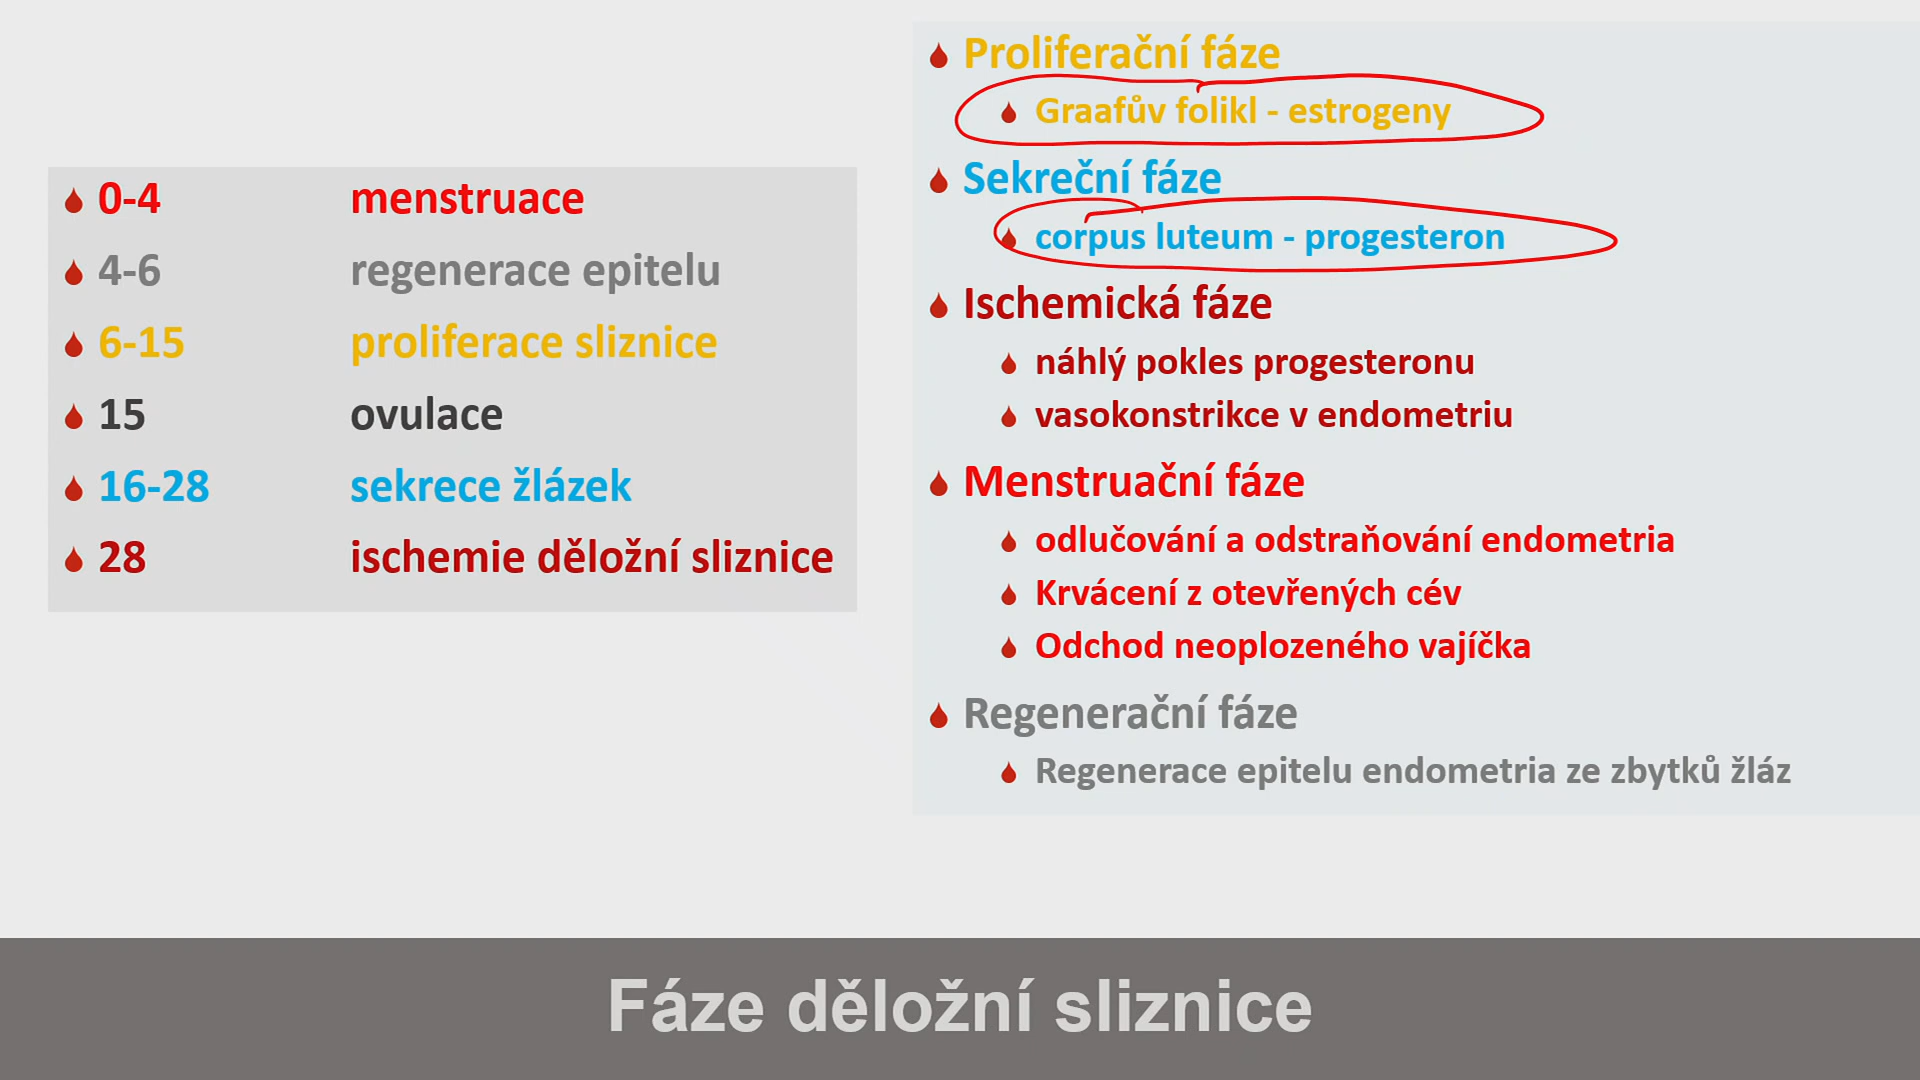 0-4 menstruace
4-6 regenerace epitelu
6-15 proliferace sliznice
15 ovulace
16-28 sekrece žlázek
28 ischemie děložní sliznice
Proliferační fáze
Graafův folikl - estrogeny
Sekreční fáze
corpus luteum - progesteron
Ischemická fáze
náhlý pokles progesteronu
vasokonstrikce v endometriu
Menstruační fáze
odlučování a odstraňování endometria
Krvácení z otevřených cév
Odchod neoplozeného vajíčka
Regenerační fáze
Regenerace epitelu endometria ze zbytků žláz
Fáze děložní sliznice